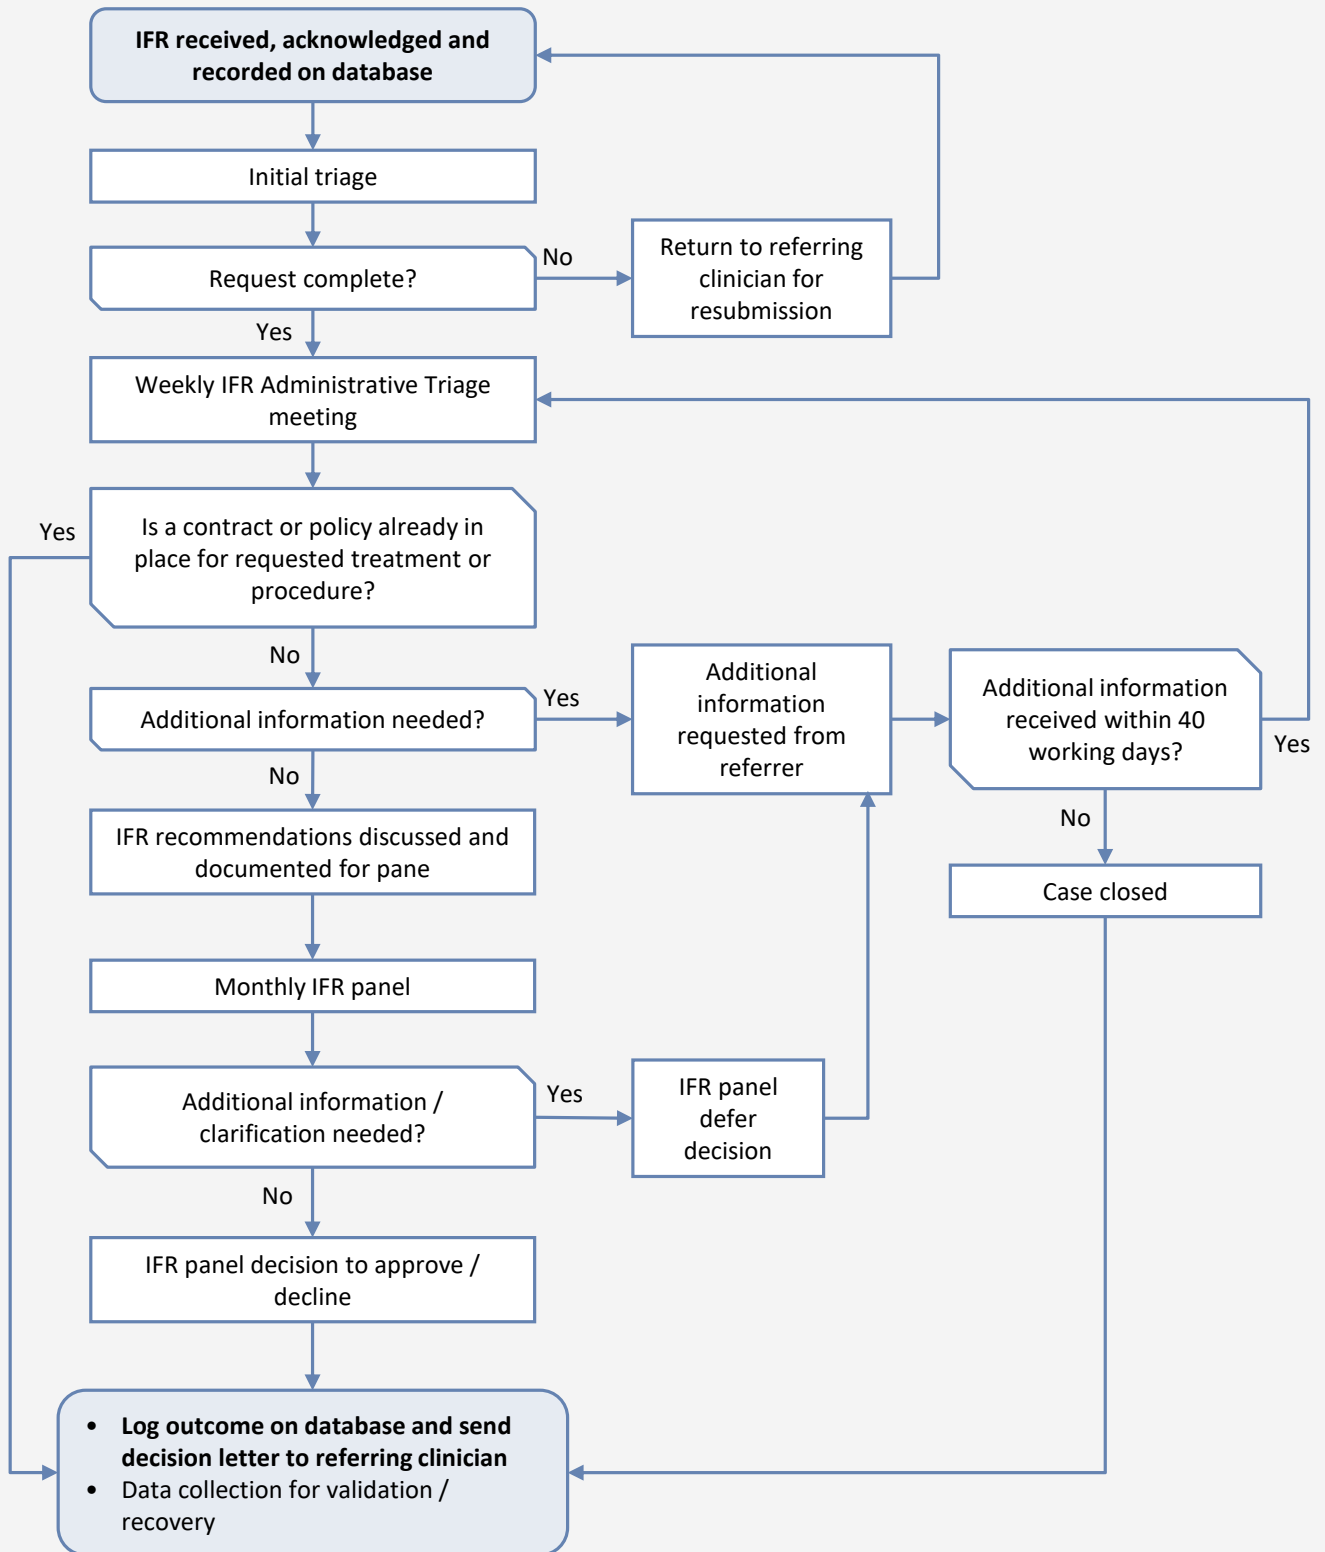 IFR received, acknowledged and
recorded on database
Initial triage
Request complete?
No
Return to referring
clinician for
resubmission
Yes
Weekly IFR Administrative Triage
meeting
Yes
Is a contract or policy already in
place for requested treatment or
procedure?
No
Additional information needed?
Yes
Additional
information
requested from
referrer
Additional information
received within 40
working days?
Yes
No
No
IFR recommendations discussed and
documented for pane
Case closed
Monthly IFR panel
Additional information /
clarification needed?
Yes
IFR panel
defer
decision
No
IFR panel decision to approve /
decline
• Log outcome on database and send
decision letter to referring clinician
• Data collection for validation /
recovery